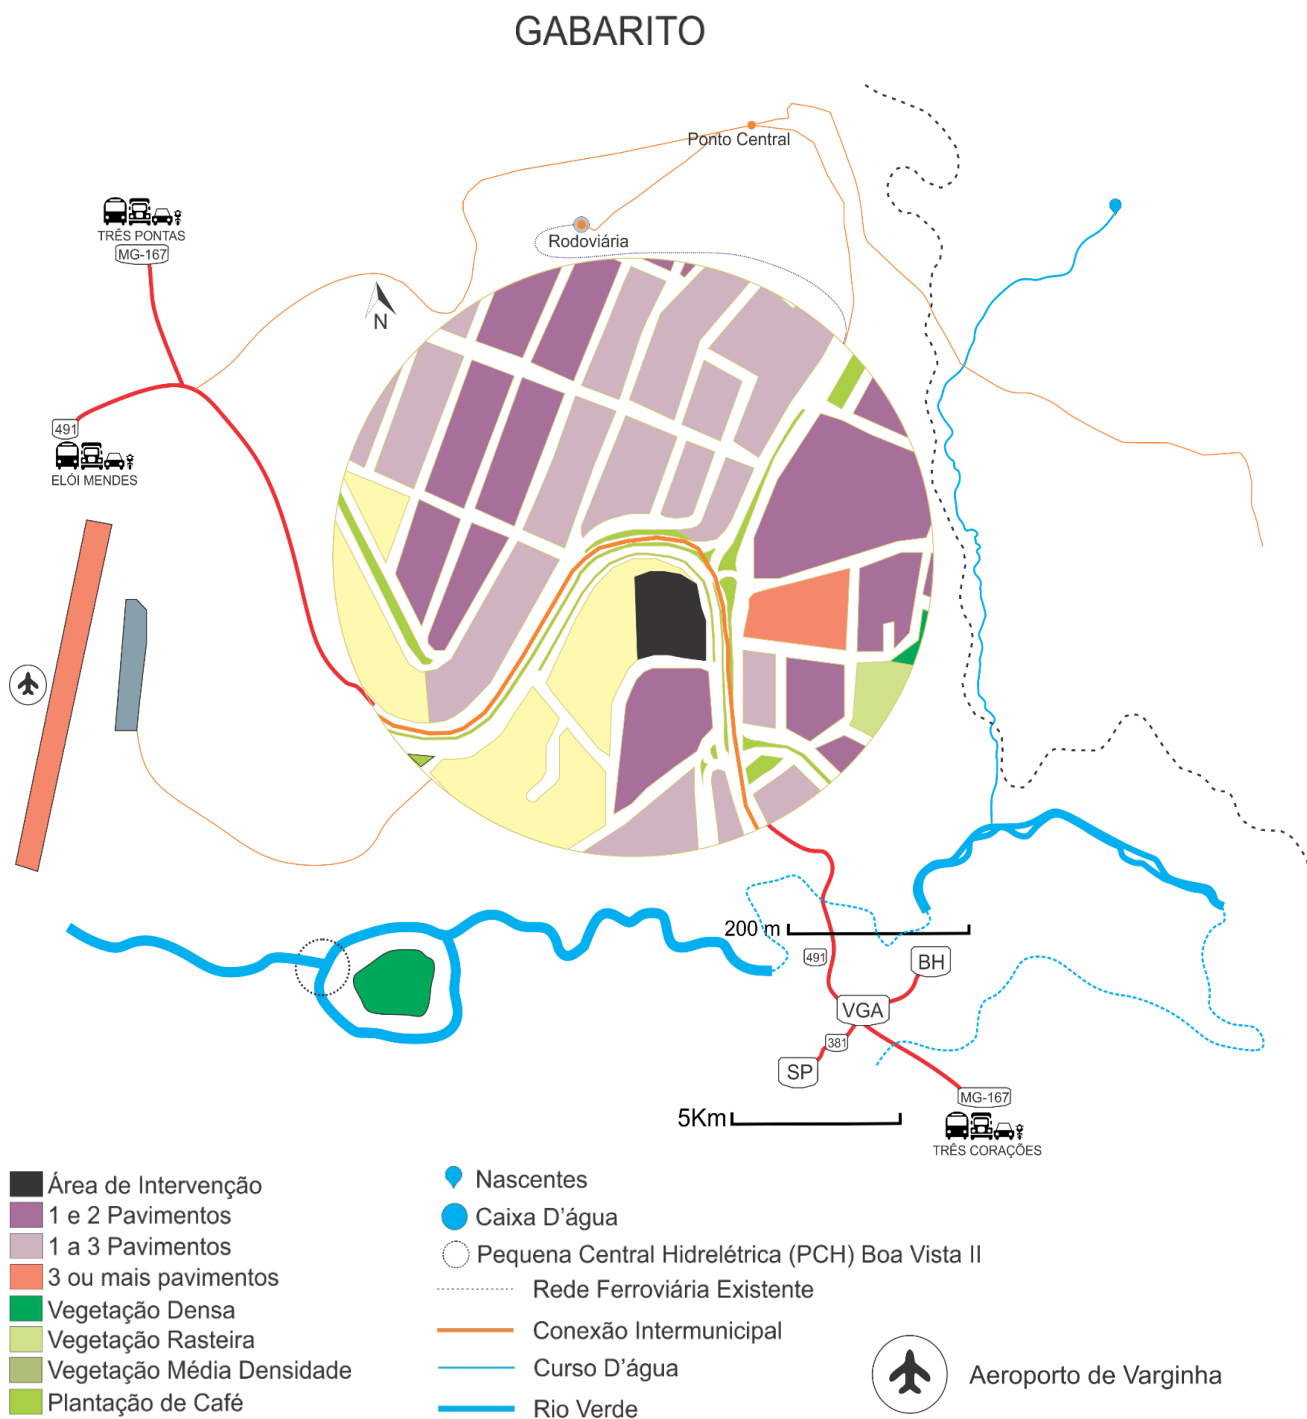 GABARITO
Ponto Central
Rodoviária
TRÊS PONTAS
MG-167
N
491
ELÓI MENDES
200 m
491
BH
VGA
381
SP
MG-167
5Km
TRÊS CORAÇÕES
Área de Intervenção
1 e 2 Pavimentos
1 a 3 Pavimentos
3 ou mais pavimentos
Vegetação Densa
Vegetação Rasteira
Vegetação Média Densidade
Plantação de Café
Nascentes
Caixa D'água
Pequena Central Hidrelétrica (PCH) Boa Vista II
Rede Ferroviária Existente
Conexão Intermunicipal
Curso D'água
Rio Verde
Aeroporto de Varginha